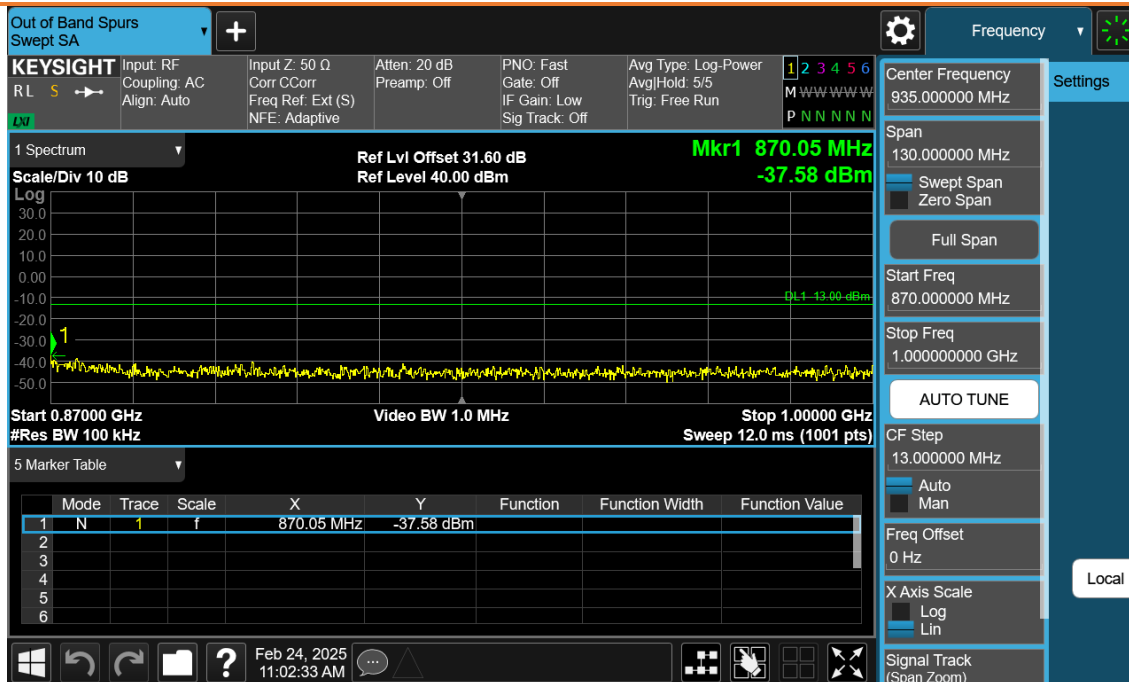 Out of Band Spurs
Swept SA
+
Frequency
KEYSIGHT
R L S
LXI
Input: RF
Coupling: AC
Align: Auto
Input Z: 50 Ω
Corr CCorr
Freq Ref: Ext (S)
NFE: Adaptive
Atten: 20 dB
Preamp: Off
PNO: Fast
Gate: Off
IF Gain: Low
Sig Track: Off
Avg Type: Log-Power
Avg|Hold: 5/5
Trig: Free Run
1 2 3 4 5 6
M W W W W W
P N N N N N
1 Spectrum
Scale/Div 10 dB
Ref Lvl Offset 31.60 dB
Ref Level 40.00 dBm
Mkr1 870.05 MHz
-37.58 dBm
Log
30.0
20.0
10.0
0.00
-10.0
-20.0
-30.0
-40.0
-50.0
DL1 -13.00 dBm
1
Start 0.87000 GHz
#Res BW 100 kHz
Video BW 1.0 MHz
Stop 1.00000 GHz
Sweep 12.0 ms (1001 pts)
5 Marker Table
Mode Trace Scale X Y Function Function Width Function Value
1 N 1 f 870.05 MHz -37.58 dBm
2
3
4
5
6
?
Feb 24, 2025
11:02:33 AM
Center Frequency
935.000000 MHz
Span
130.000000 MHz
Swept Span
Zero Span
Full Span
Start Freq
870.000000 MHz
Stop Freq
1.000000000 GHz
AUTO TUNE
CF Step
13.000000 MHz
Auto
Man
Freq Offset
0 Hz
X Axis Scale
Log
Lin
Signal Track
(Span Zoom)
Settings
Local